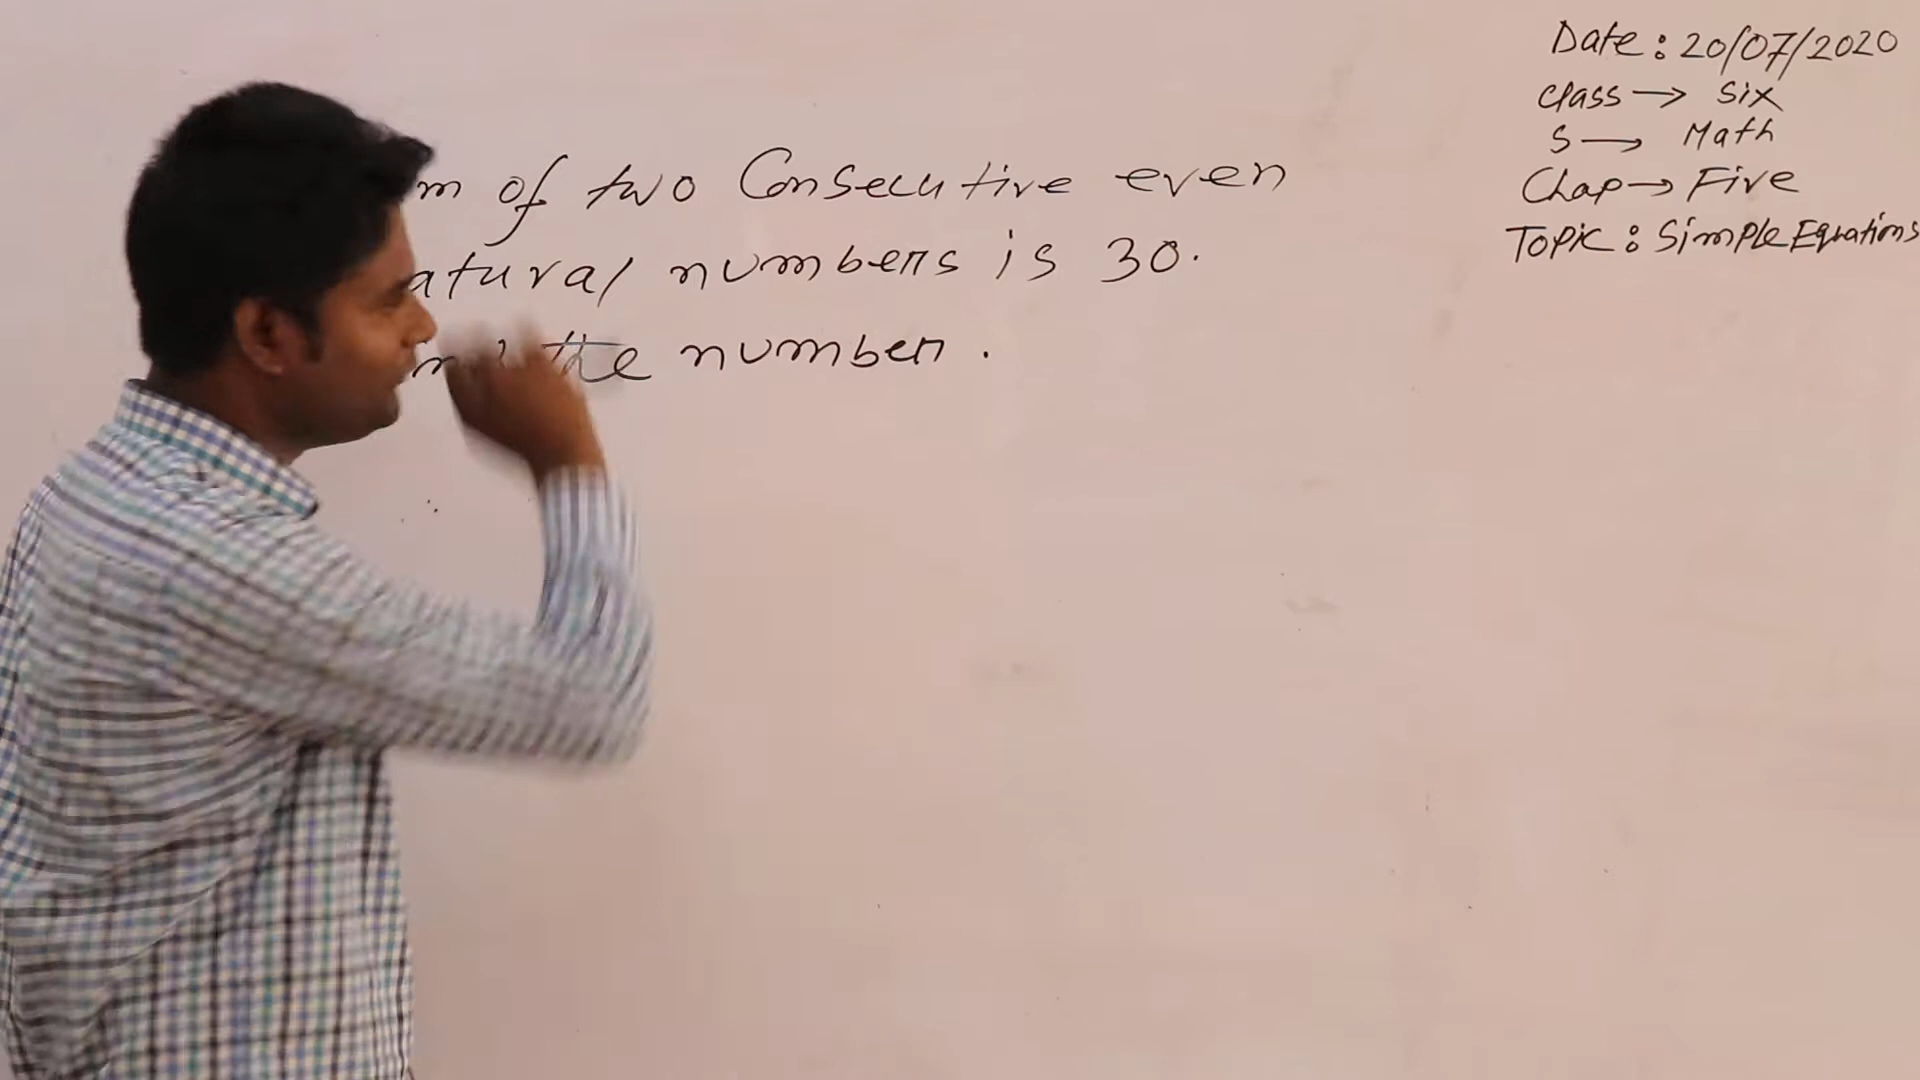 of two Consecutive even
numbers is 30.
the number.
Date: 20/07/2020
Class → Six
S → Math
Chap → Five
Topic: Simple Equations